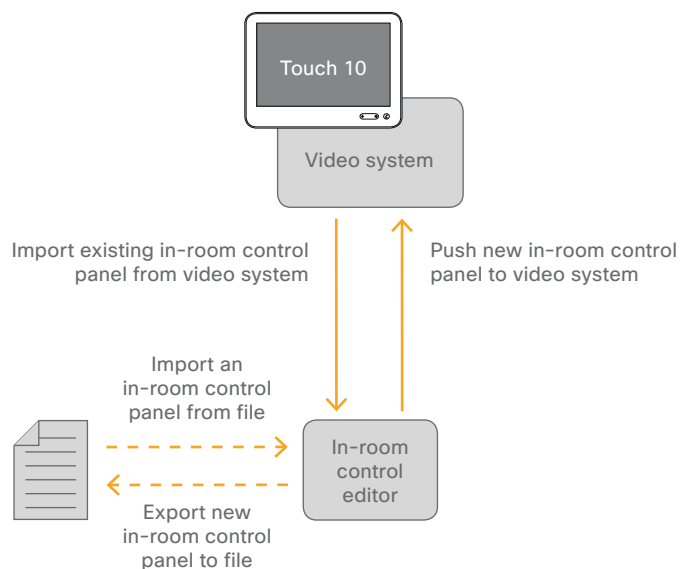 Touch 10
Video system
Import existing in-room control
panel from video system
Push new in-room control
panel to video system
Import an
in-room control
panel from file
In-room
control
editor
Export new
in-room control
panel to file